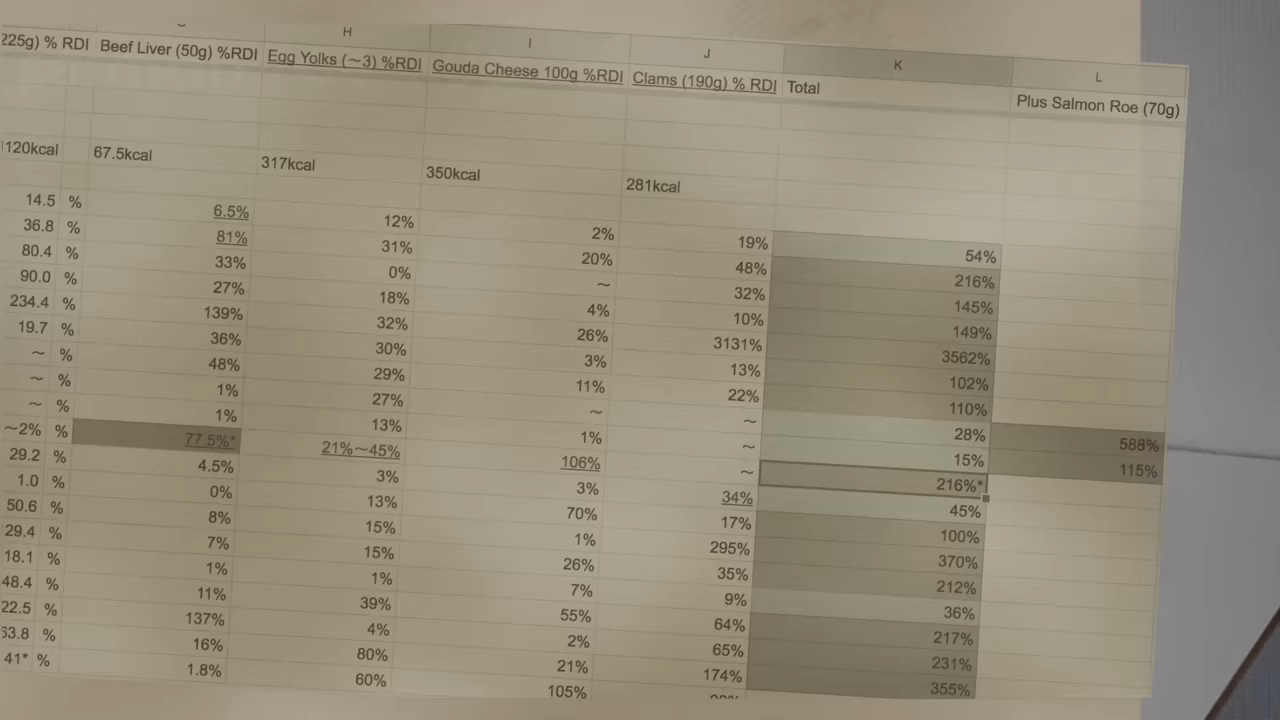 H I J K L
225g) % RDI Beef Liver (50g) %RDI Egg Yolks (~3) %RDI Gouda Cheese 100g %RDI Clams (190g) % RDI Total Plus Salmon Roe (70g)
120kcal 67.5kcal 317kcal 350kcal 281kcal
14.5 % 6.5% 12% 2% 19% 54%
36.8 % 81% 31% 20% 48% 216%
80.4 % 33% 0% ~ 32% 145%
90.0 % 27% 18% 4% 10% 149%
234.4 % 139% 32% 26% 3131% 3562%
19.7 % 36% 30% 3% 13% 102%
~ % 48% 29% 11% 22% 110%
~ % 1% 27% ~ ~ 28% 588%
~ % 1% 13% 1% ~ 15% 115%
~2% % 77.5%* 21%~45% 106% ~ 216%*
29.2 % 4.5% 3% 3% 34% 45%
1.0 % 0% 13% 70% 17% 100%
50.6 % 8% 15% 1% 295% 370%
29.4 % 7% 15% 26% 35% 212%
18.1 % 1% 1% 7% 9% 36%
48.4 % 11% 39% 55% 64% 217%
22.5 % 137% 4% 2% 65% 231%
63.8 % 16% 80% 21% 174% 355%
41* % 1.8% 60% 105%